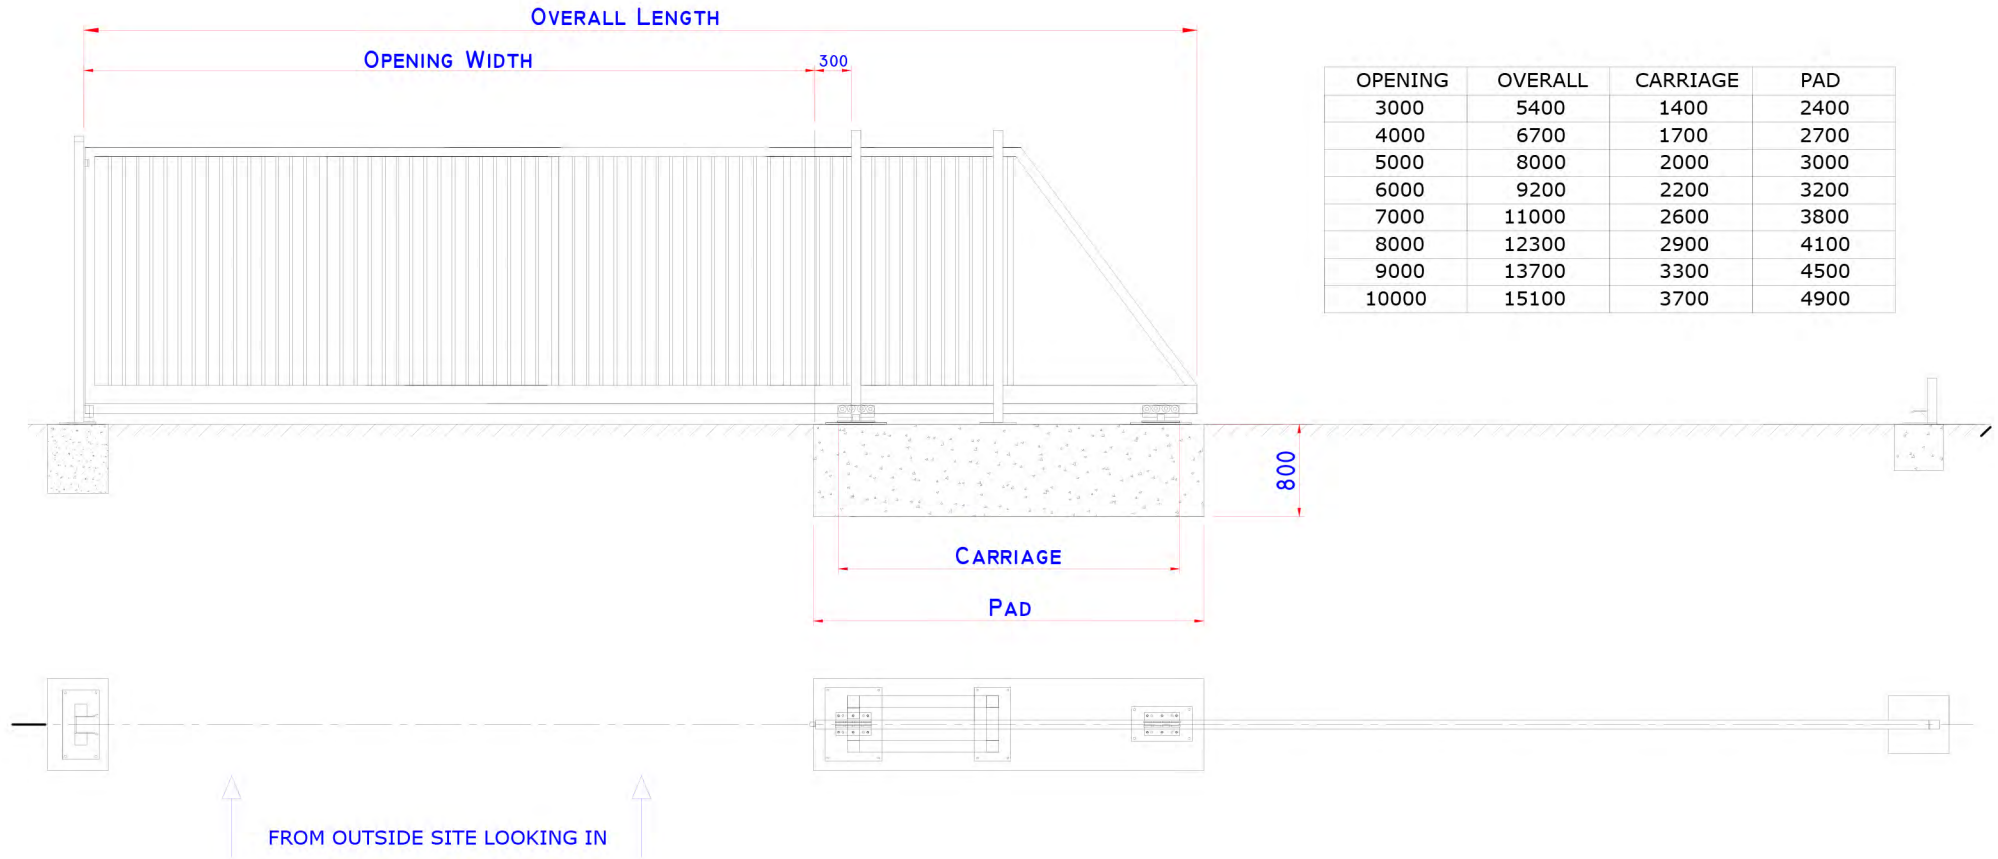 OVERALL LENGTH
OPENING WIDTH
300
OPENING OVERALL CARRIAGE PAD
3000 5400 1400 2400
4000 6700 1700 2700
5000 8000 2000 3000
6000 9200 2200 3200
7000 11000 2600 3800
8000 12300 2900 4100
9000 13700 3300 4500
10000 15100 3700 4900
800
CARRIAGE
PAD
FROM OUTSIDE SITE LOOKING IN